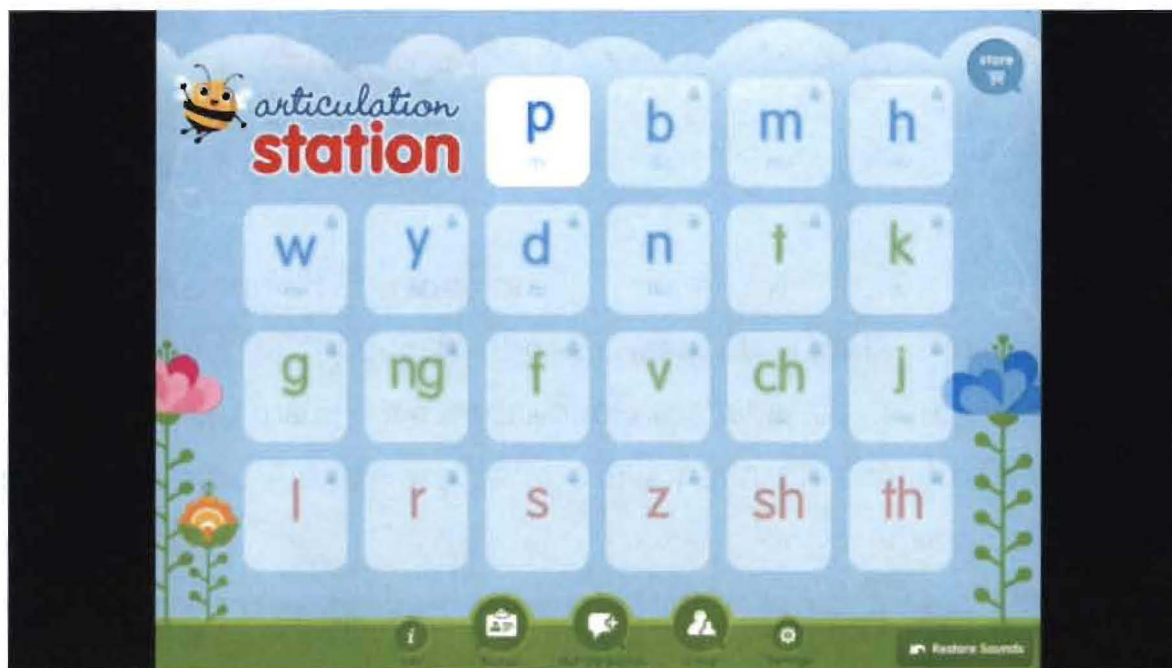 store
articulation
station
p b m h
w y d n t k
g ng f v ch j
l r s z sh th
i
Restore Sounds